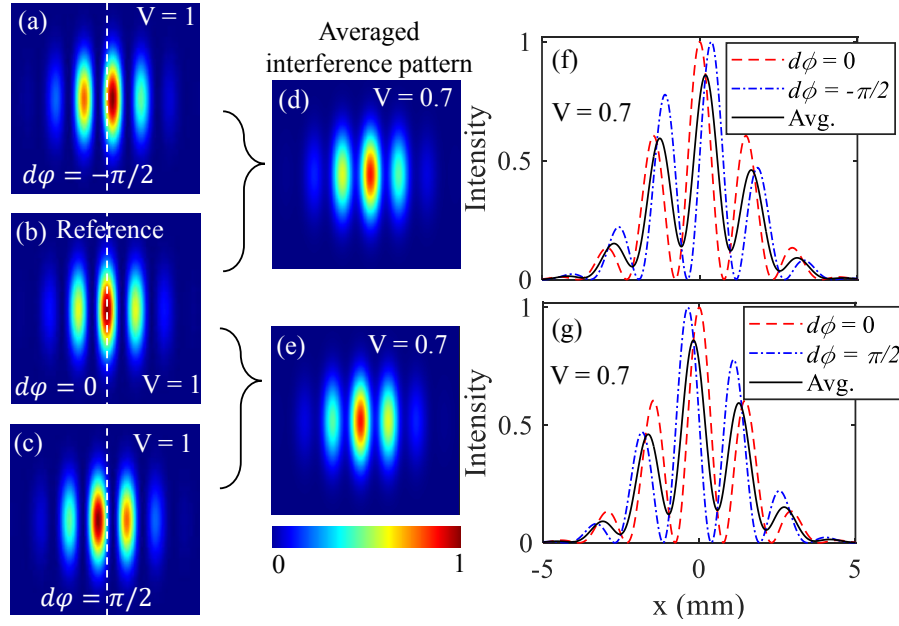 (a)
V = 1
dφ = −π/2
(b)
Reference
dφ = 0
V = 1
(c)
V = 1
dφ = π/2
Averaged
interference pattern
(d)
V = 0.7
(e)
V = 0.7
0
1
(f)
V = 0.7
dϕ = 0
dϕ = -π/2
Avg.
Intensity
1
0.5
0
(g)
V = 0.7
dϕ = 0
dϕ = π/2
Avg.
Intensity
1
0.5
0
-5
0
5
x (mm)